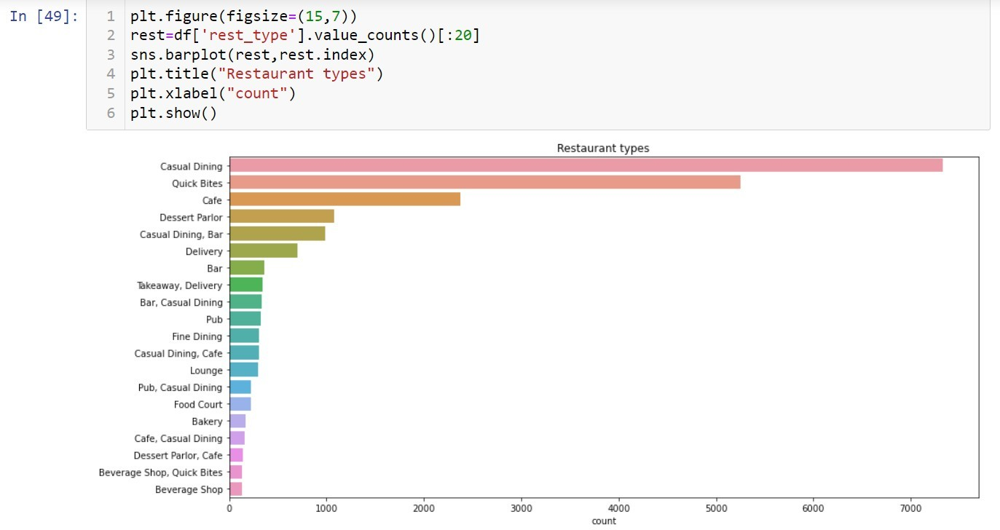 In [49]:
1 plt.figure(figsize=(15,7))
2 rest=df['rest_type'].value_counts()[:20]
3 sns.barplot(rest,rest.index)
4 plt.title("Restaurant types")
5 plt.xlabel("count")
6 plt.show()
Restaurant types
Casual Dining
Quick Bites
Cafe
Dessert Parlor
Casual Dining, Bar
Delivery
Bar
Takeaway, Delivery
Bar, Casual Dining
Pub
Fine Dining
Casual Dining, Cafe
Lounge
Pub, Casual Dining
Food Court
Bakery
Cafe, Casual Dining
Dessert Parlor, Cafe
Beverage Shop, Quick Bites
Beverage Shop
0 1000 2000 3000 4000 5000 6000 7000
count